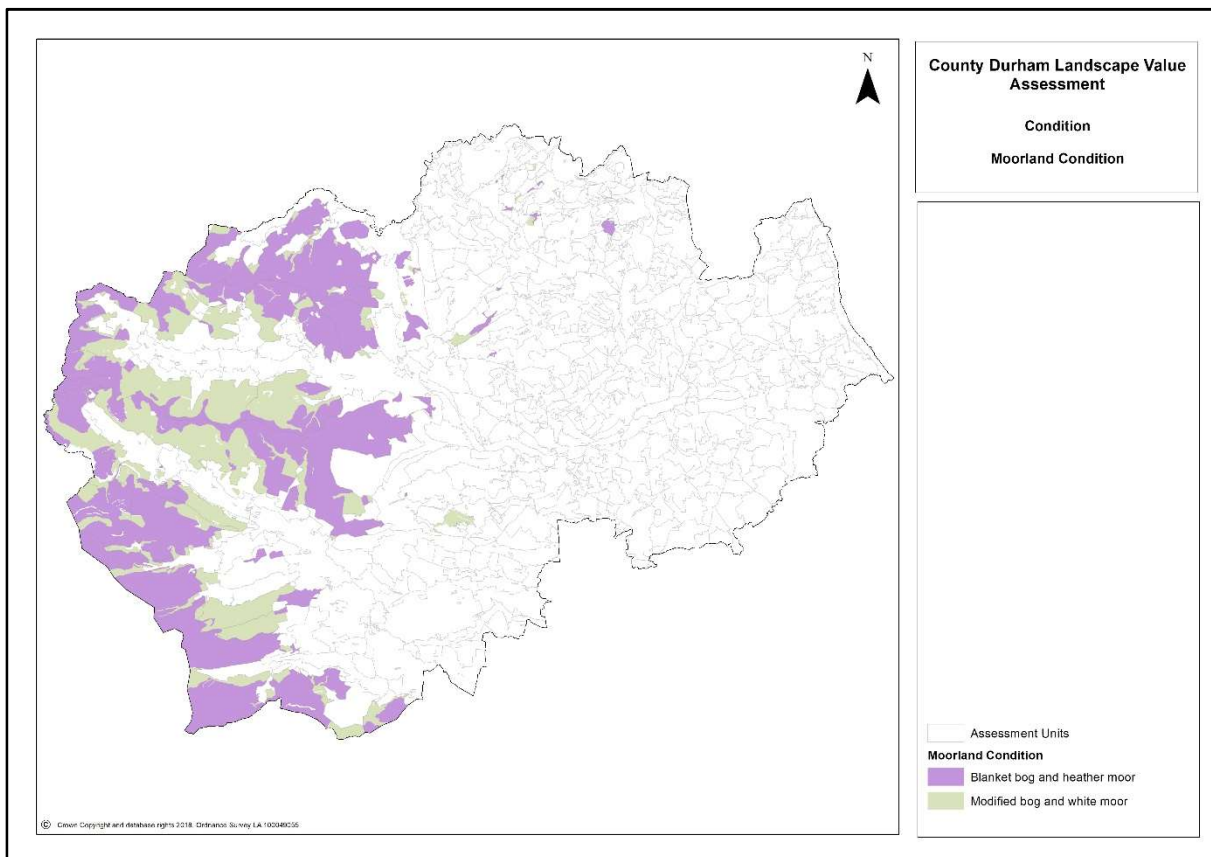 N
County Durham Landscape Value
Assessment
Condition
Moorland Condition
Assessment Units
Moorland Condition
Blanket bog and heather moor
Modified bog and white moor
© Crown Copyright and database rights 2018. Ordnance Survey LA 100049055